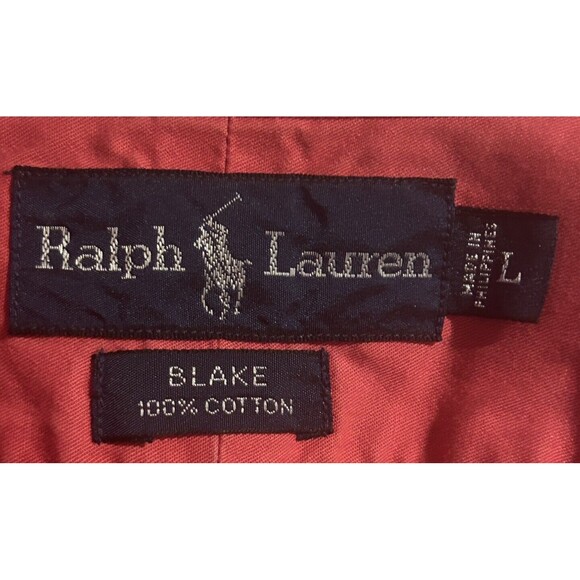 Ralph Lauren
MADE IN
PHILIPPINES
L
BLAKE
100% COTTON